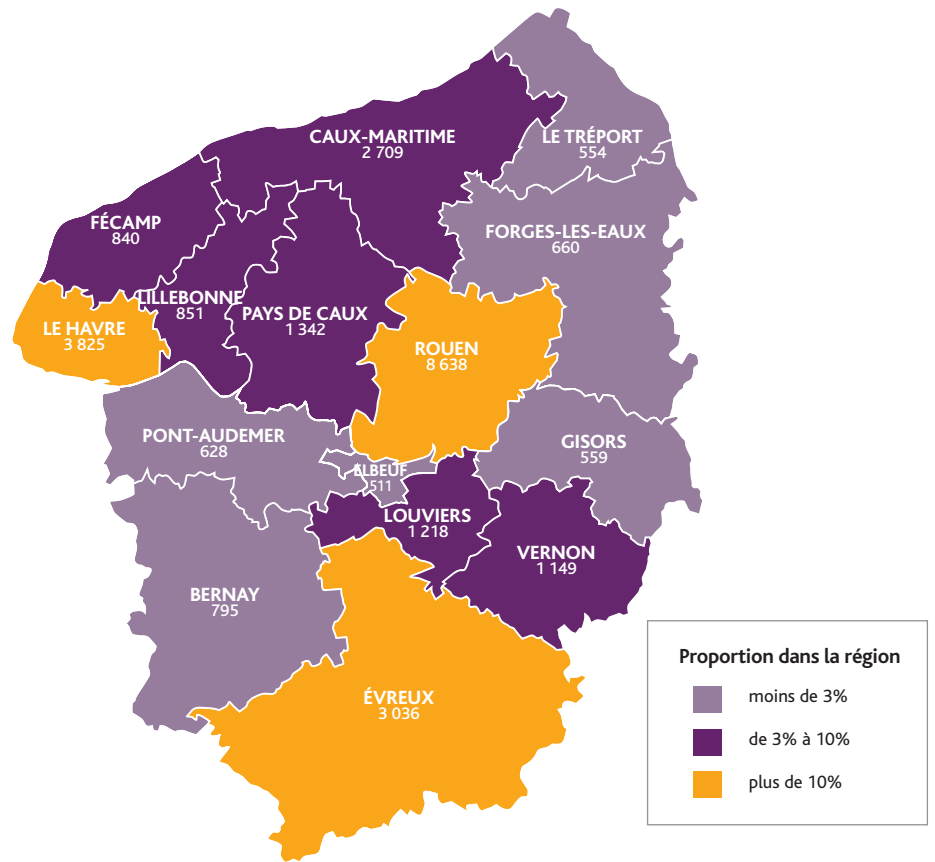 CAUX-MARITIME
2 709
LE TRÉPORT
554
FÉCAMP
840
FORGES-LES-EAUX
660
LILLEBONNE
851
PAYS DE CAUX
1 342
LE HAVRE
3 825
ROUEN
8 638
PONT-AUDEMER
628
GISORS
559
ELBEUF
511
LOUVIERS
1 218
VERNON
1 149
BERNAY
795
ÉVREUX
3 036
Proportion dans la région
moins de 3%
de 3% à 10%
plus de 10%